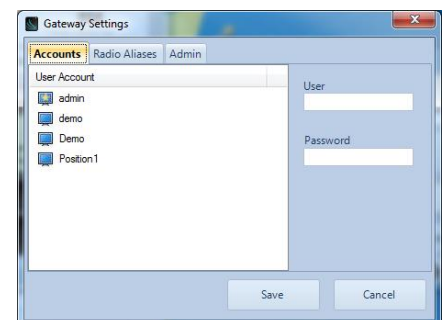 Gateway Settings
Accounts Radio Aliases Admin
User Account
admin
demo
Demo
Position1
User
Password
Save Cancel